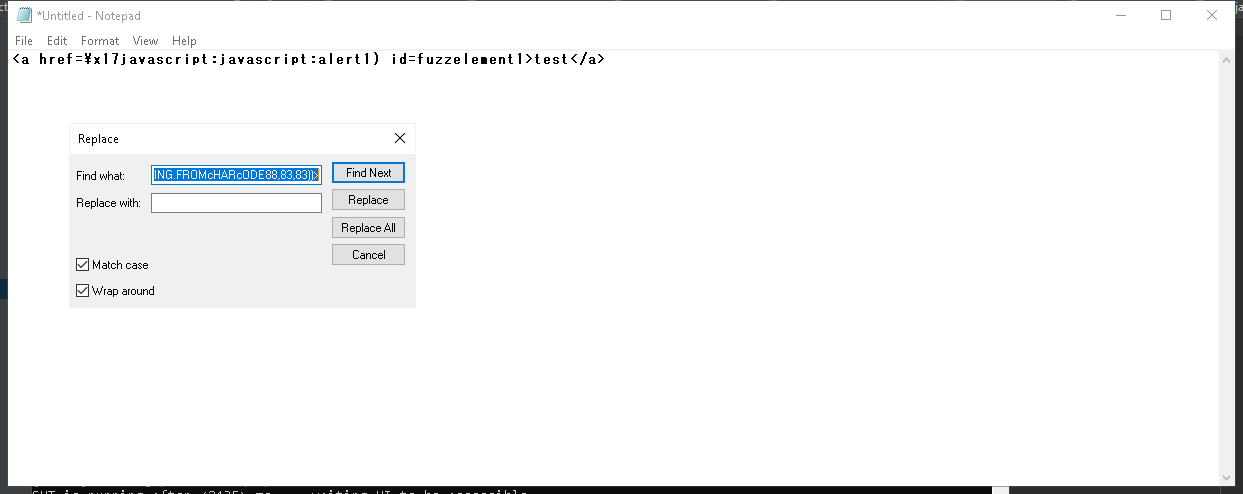 *Untitled - Notepad
File Edit Format View Help
<a href=¥x17javascript:javascript:alert1) id=fuzzelement1>test</a>
Replace
Find what: ING.FROMcHARcODE88,83,83))> Find Next
Replace with: Replace
Replace All
Cancel
Match case
Wrap around